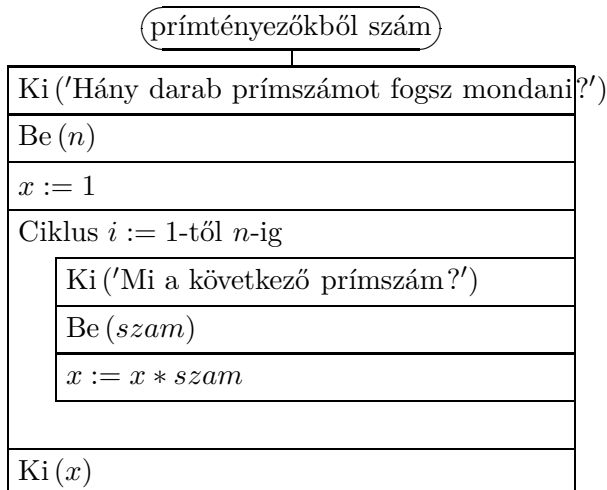 prímtényezőkből szám
Ki ('Hány darab prímszámot fogsz mondani?')
Be (n)
x := 1
Ciklus i := 1-től n-ig
Ki ('Mi a következő prímszám?')
Be (szam)
x := x * szam
Ki (x)